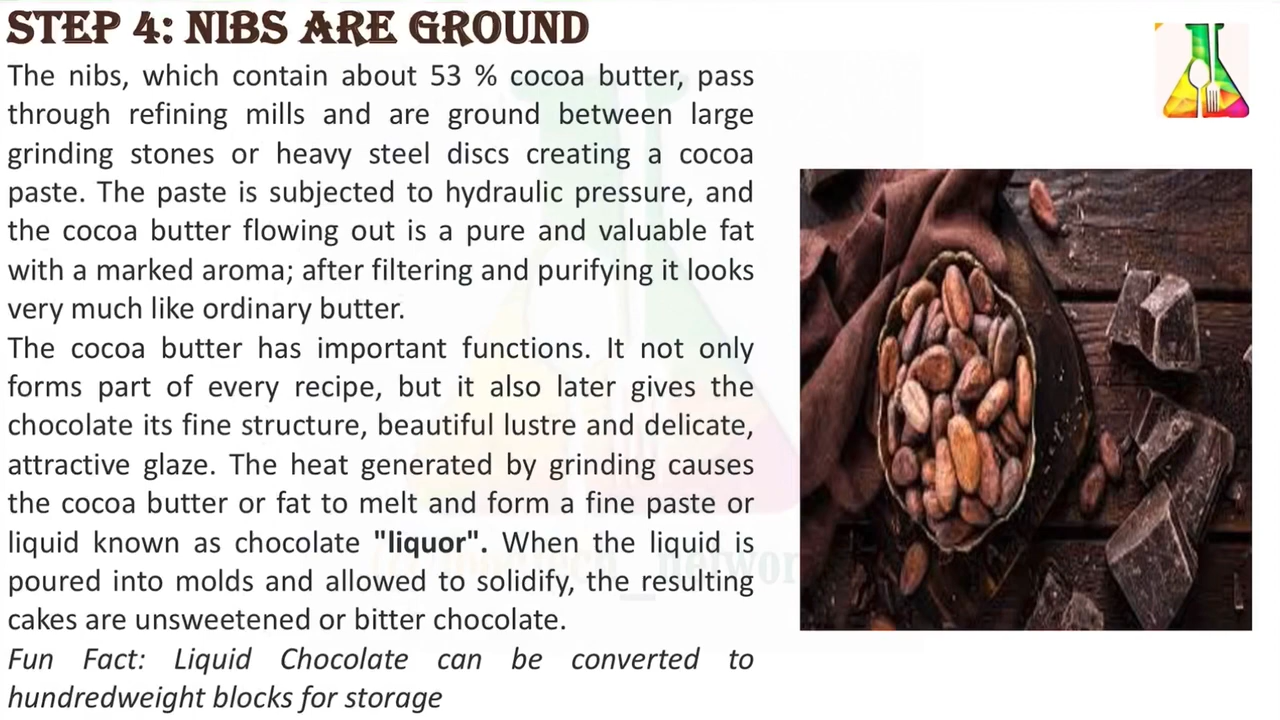 STEP 4: NIBS ARE GROUND
The nibs, which contain about 53 % cocoa butter, pass
through refining mills and are ground between large
grinding stones or heavy steel discs creating a cocoa
paste. The paste is subjected to hydraulic pressure, and
the cocoa butter flowing out is a pure and valuable fat
with a marked aroma; after filtering and purifying it looks
very much like ordinary butter.
The cocoa butter has important functions. It not only
forms part of every recipe, but it also later gives the
chocolate its fine structure, beautiful lustre and delicate,
attractive glaze. The heat generated by grinding causes
the cocoa butter or fat to melt and form a fine paste or
liquid known as chocolate "liquor". When the liquid is
poured into molds and allowed to solidify, the resulting
cakes are unsweetened or bitter chocolate.
Fun Fact: Liquid Chocolate can be converted to
hundredweight blocks for storage